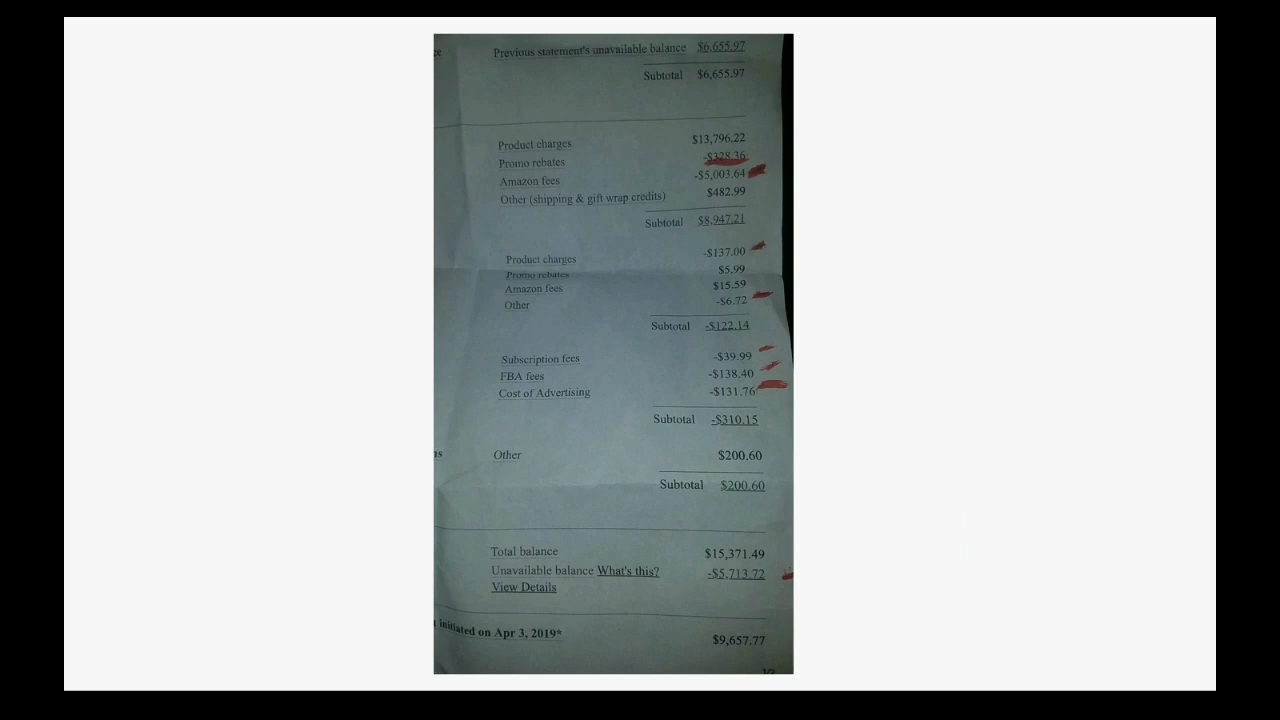 ce
Previous statement's unavailable balance $6,655.97
Subtotal $6,655.97
Product charges $13,796.22
Promo rebates -$328.36
Amazon fees -$5,003.64
Other (shipping & gift wrap credits) $482.99
Subtotal $8,947.21
Product charges -$137.00
Promo rebates $5.99
Amazon fees $15.59
Other -$6.72
Subtotal -$122.14
Subscription fees -$39.99
FBA fees -$138.40
Cost of Advertising -$131.76
Subtotal -$310.15
ns Other $200.60
Subtotal $200.60
Total balance $15,371.49
Unavailable balance What's this? -$5,713.72
View Details
t initiated on Apr 3, 2019* $9,657.77